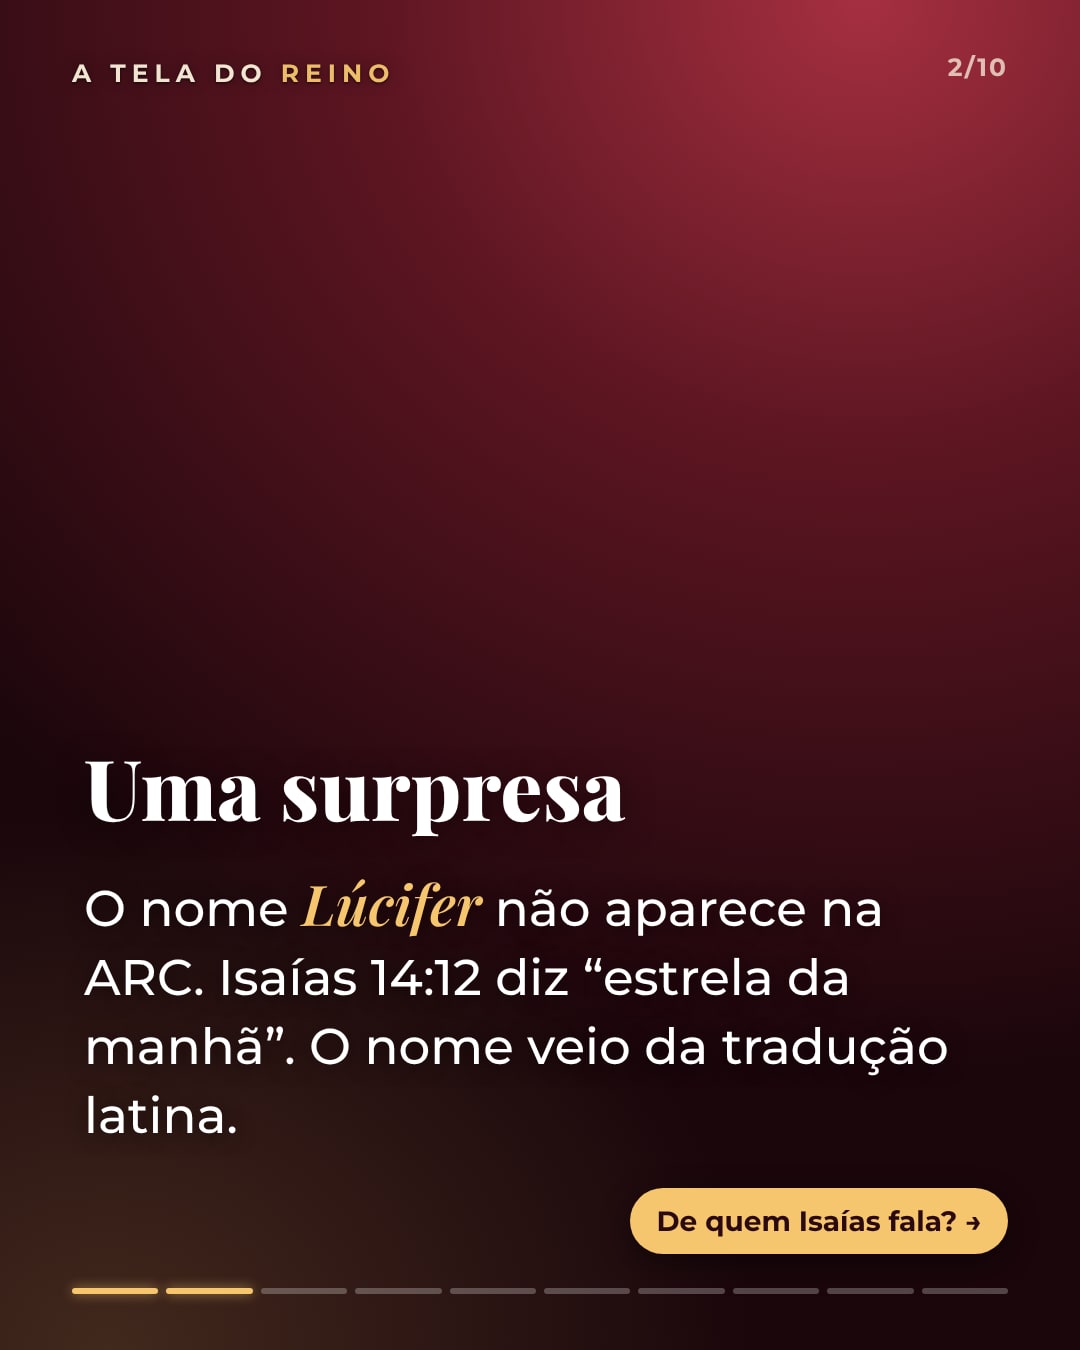 A TELA DO REINO
2/10
Uma surpresa
O nome Lúcifer não aparece na
ARC. Isaías 14:12 diz “estrela da
manhã”. O nome veio da tradução
latina.
De quem Isaías fala? →